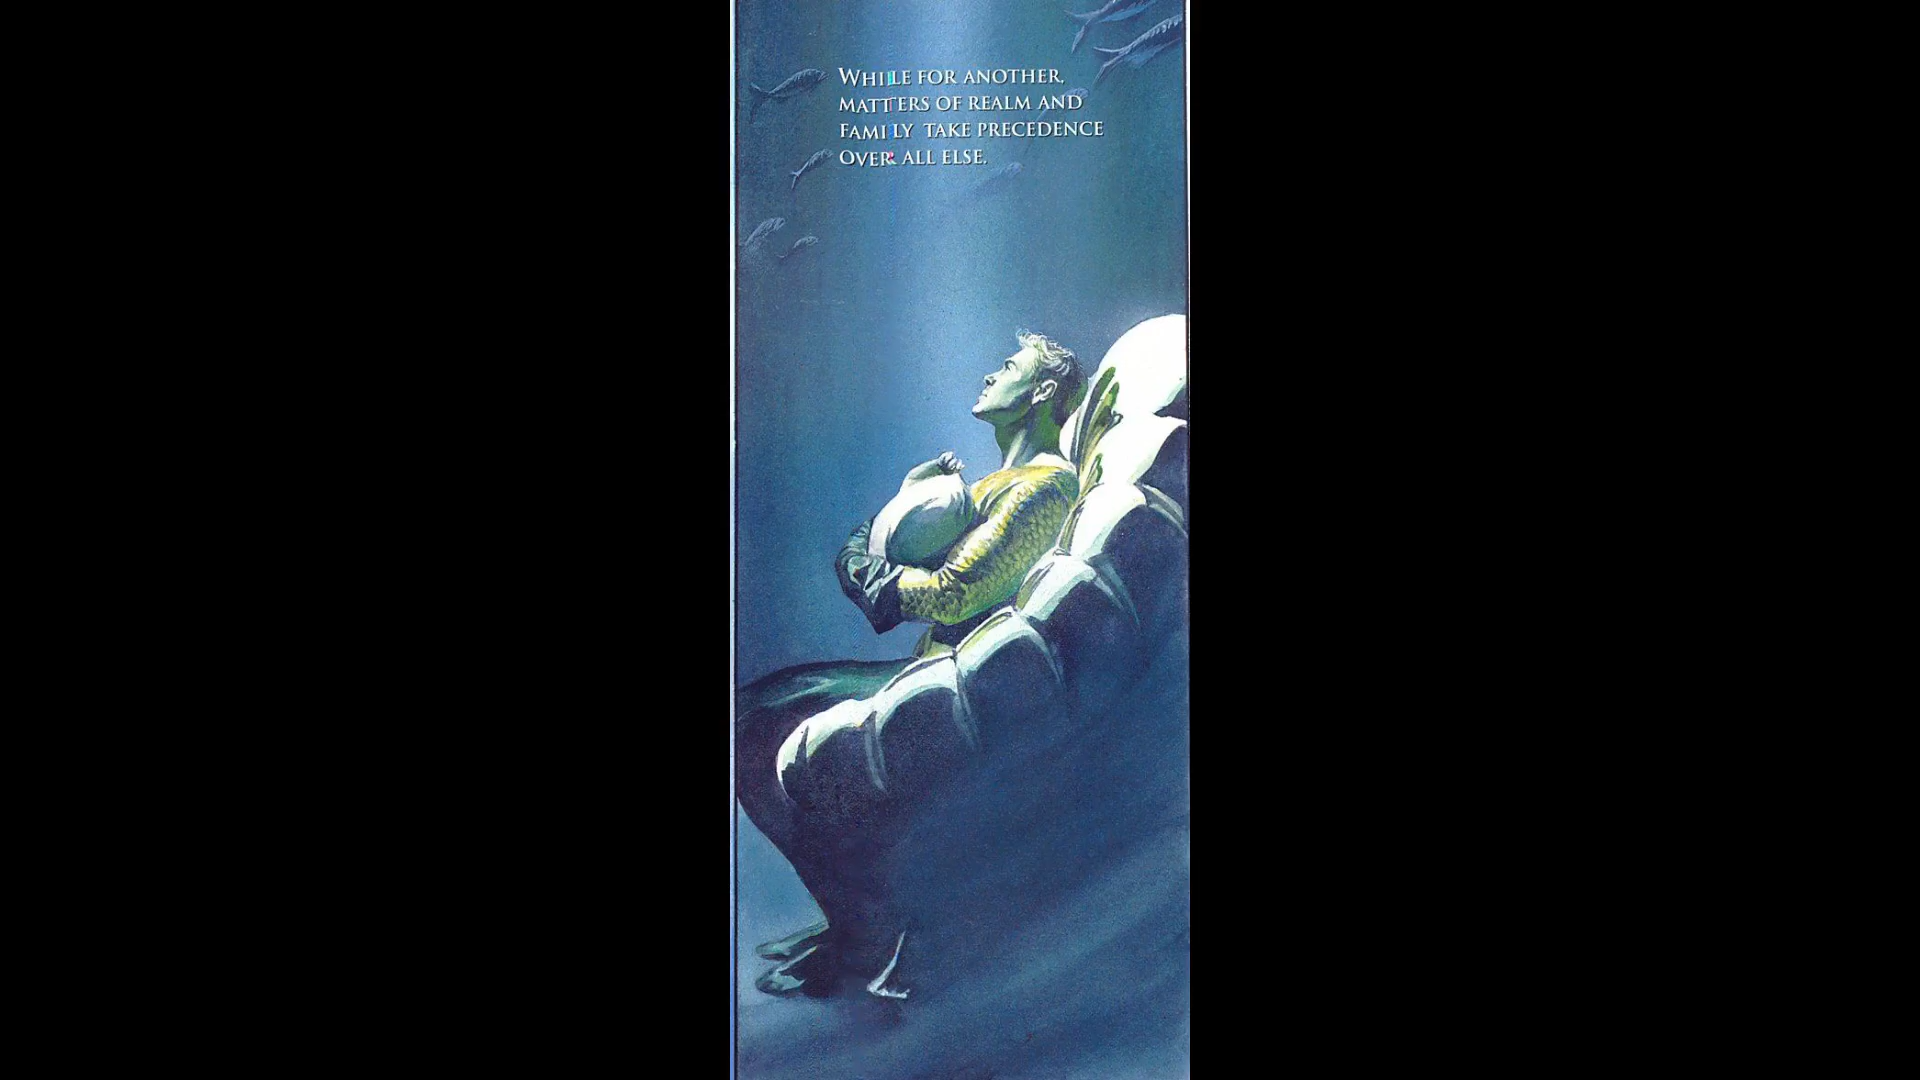 WHILE FOR ANOTHER,
MATTERS OF REALM AND
FAMILY TAKE PRECEDENCE
OVER ALL ELSE.